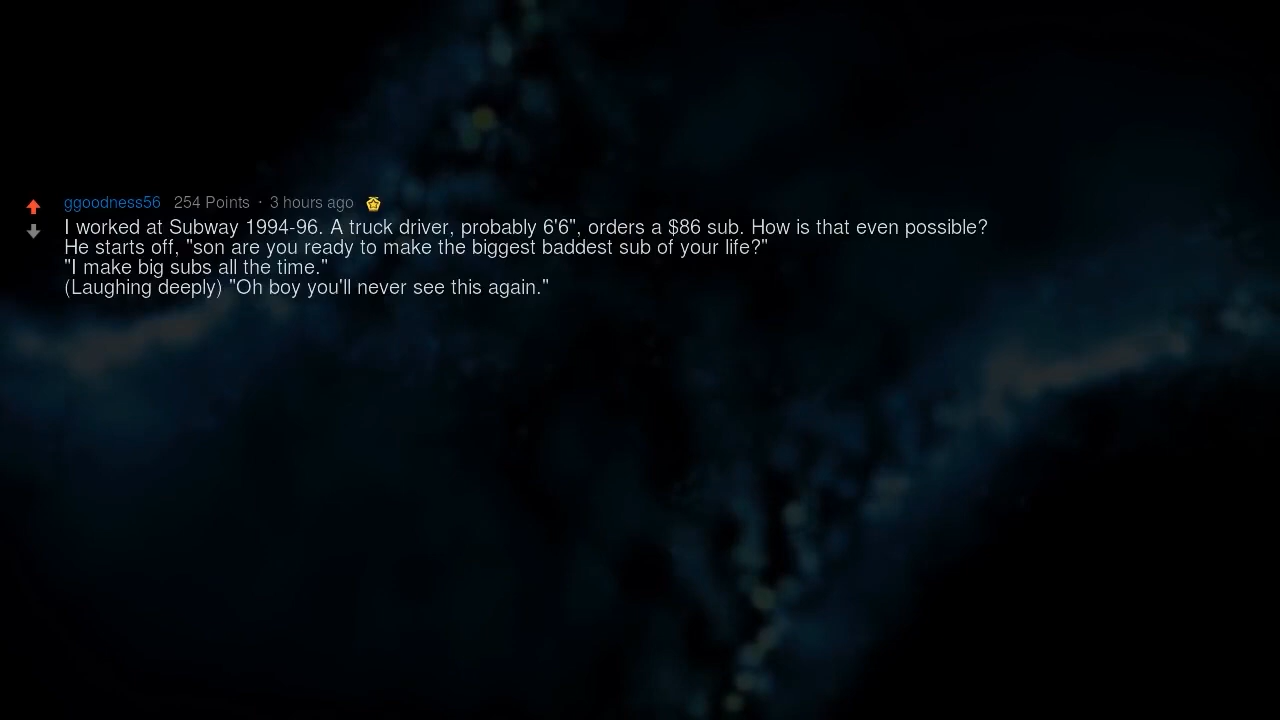 ggoodness56 254 Points · 3 hours ago
I worked at Subway 1994-96. A truck driver, probably 6'6", orders a $86 sub. How is that even possible?
He starts off, "son are you ready to make the biggest baddest sub of your life?"
"I make big subs all the time."
(Laughing deeply) "Oh boy you'll never see this again."